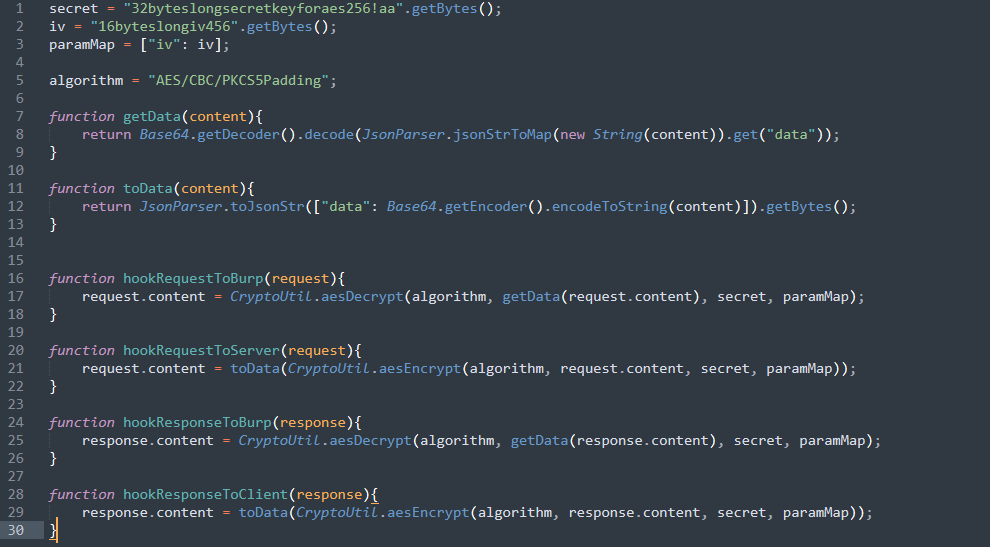 1 secret = "32byteslongsecretkeyforaes256!aa".getBytes();
2 iv = "16byteslongiv456".getBytes();
3 paramMap = ["iv": iv];
4
5 algorithm = "AES/CBC/PKCS5Padding";
6
7 function getData(content){
8     return Base64.getDecoder().decode(JsonParser.jsonStrToMap(new String(content)).get("data"));
9 }
10
11 function toData(content){
12     return JsonParser.toJsonStr(["data": Base64.getEncoder().encodeToString(content)]).getBytes();
13 }
14
15
16 function hookRequestToBurp(request){
17     request.content = CryptoUtil.aesDecrypt(algorithm, getData(request.content), secret, paramMap);
18 }
19
20 function hookRequestToServer(request){
21     request.content = toData(CryptoUtil.aesEncrypt(algorithm, request.content, secret, paramMap));
22 }
23
24 function hookResponseToBurp(response){
25     response.content = CryptoUtil.aesDecrypt(algorithm, getData(response.content), secret, paramMap);
26 }
27
28 function hookResponseToClient(response){
29     response.content = toData(CryptoUtil.aesEncrypt(algorithm, response.content, secret, paramMap));
30 }